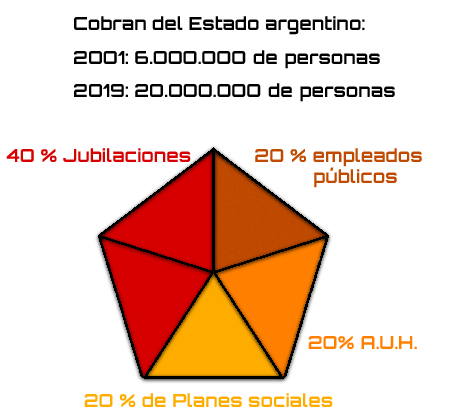 Cobran del Estado argentino:
2001: 6.000.000 de personas
2019: 20.000.000 de personas
40 % Jubilaciones
20 % empleados
públicos
20% A.U.H.
20 % de Planes sociales